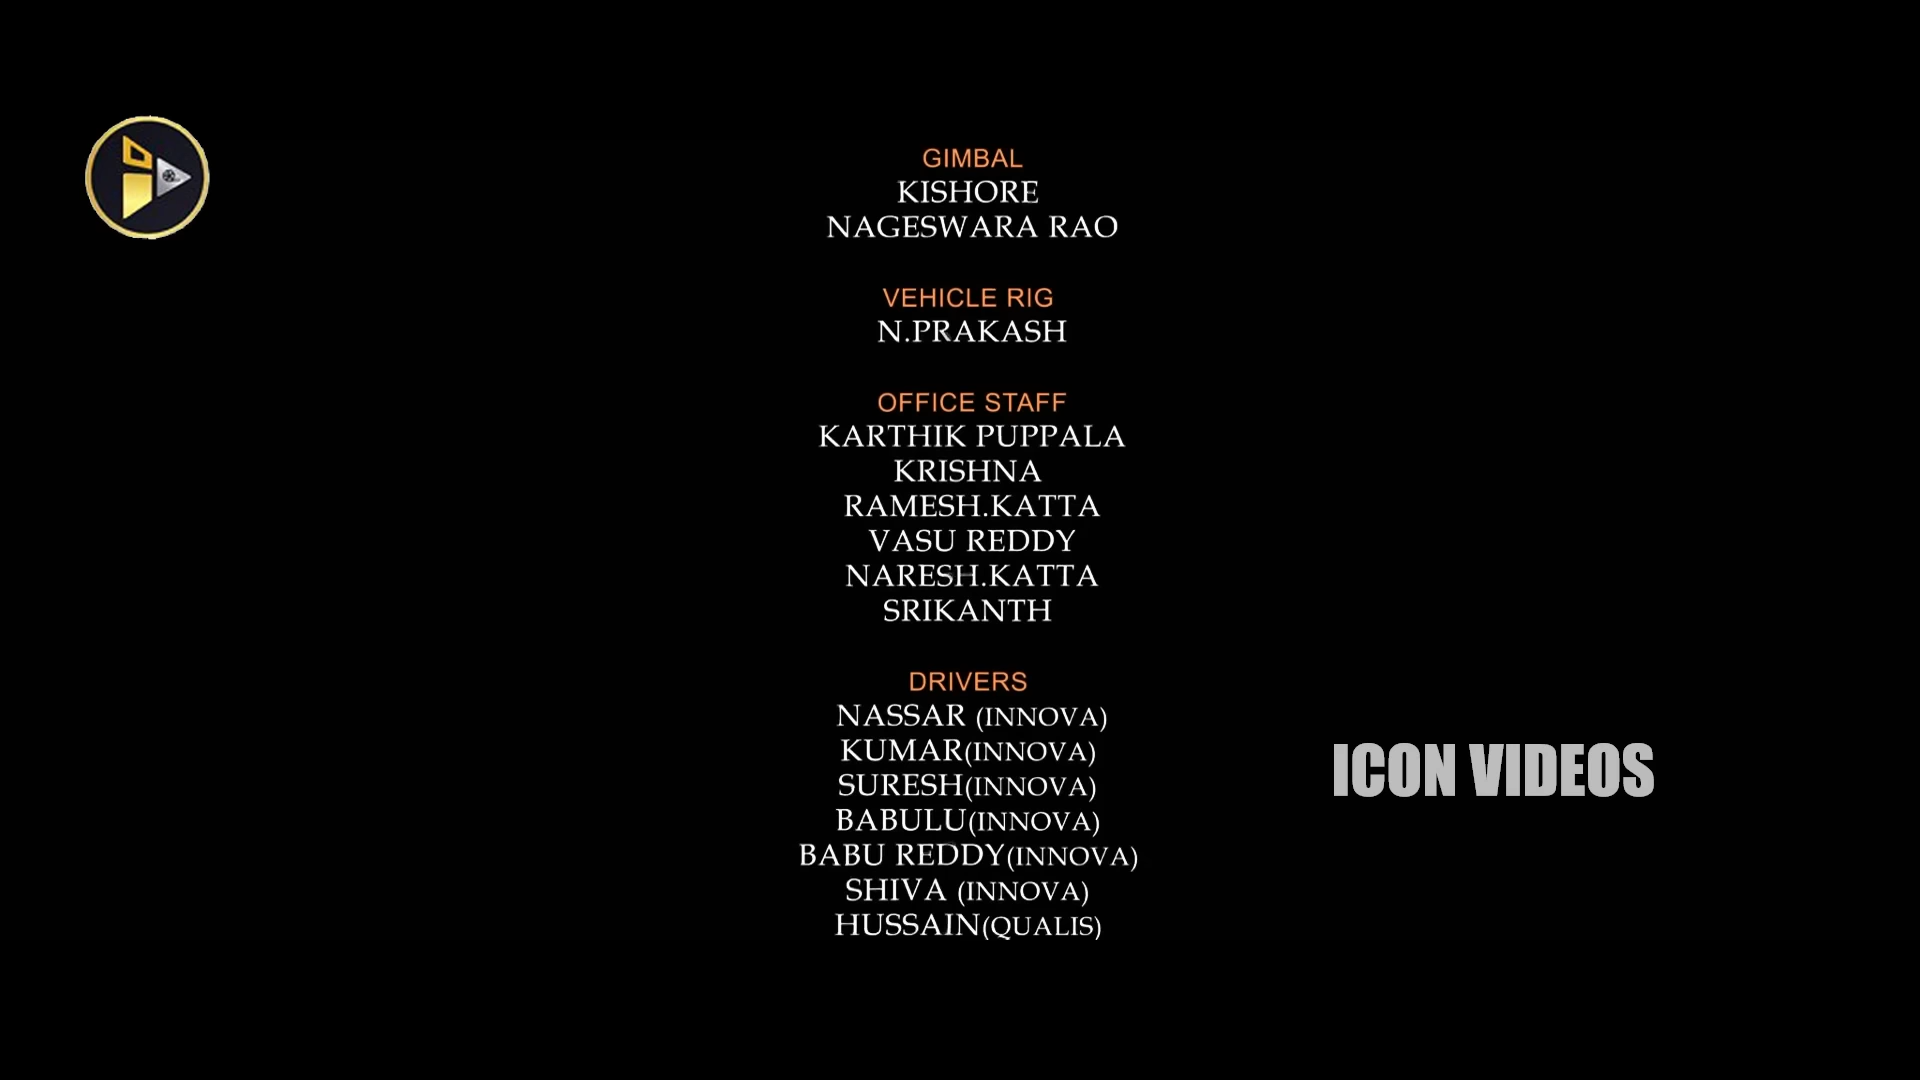 GIMBAL
KISHORE
NAGESWARA RAO
VEHICLE RIG
N.PRAKASH
OFFICE STAFF
KARTHIK PUPPALA
KRISHNA
RAMESH.KATTA
VASU REDDY
NARESH.KATTA
SRIKANTH
DRIVERS
NASSAR (INNOVA)
KUMAR(INNOVA)
SURESH(INNOVA)
BABULU(INNOVA)
BABU REDDY(INNOVA)
SHIVA (INNOVA)
HUSSAIN(QUALIS)
ICON VIDEOS